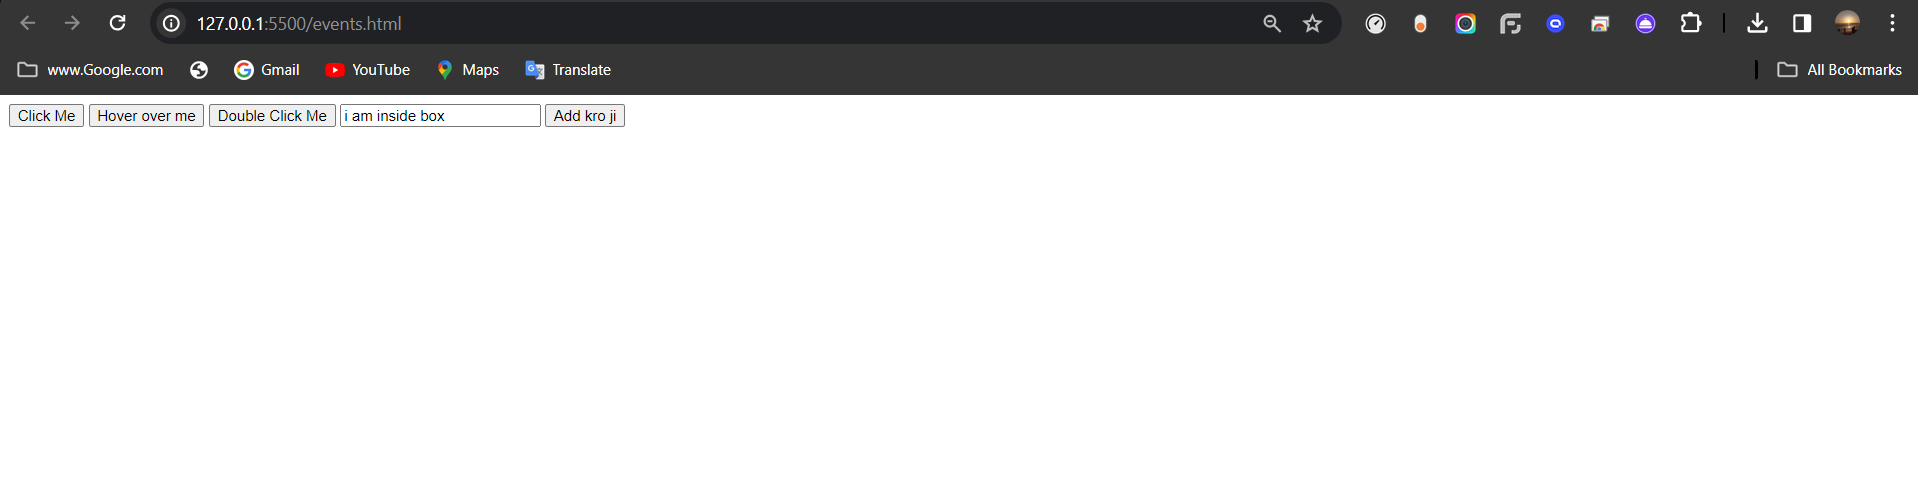 127.0.0.1:5500/events.html
www.Google.com Gmail YouTube Maps Translate All Bookmarks
Click Me Hover over me Double Click Me i am inside box Add kro ji